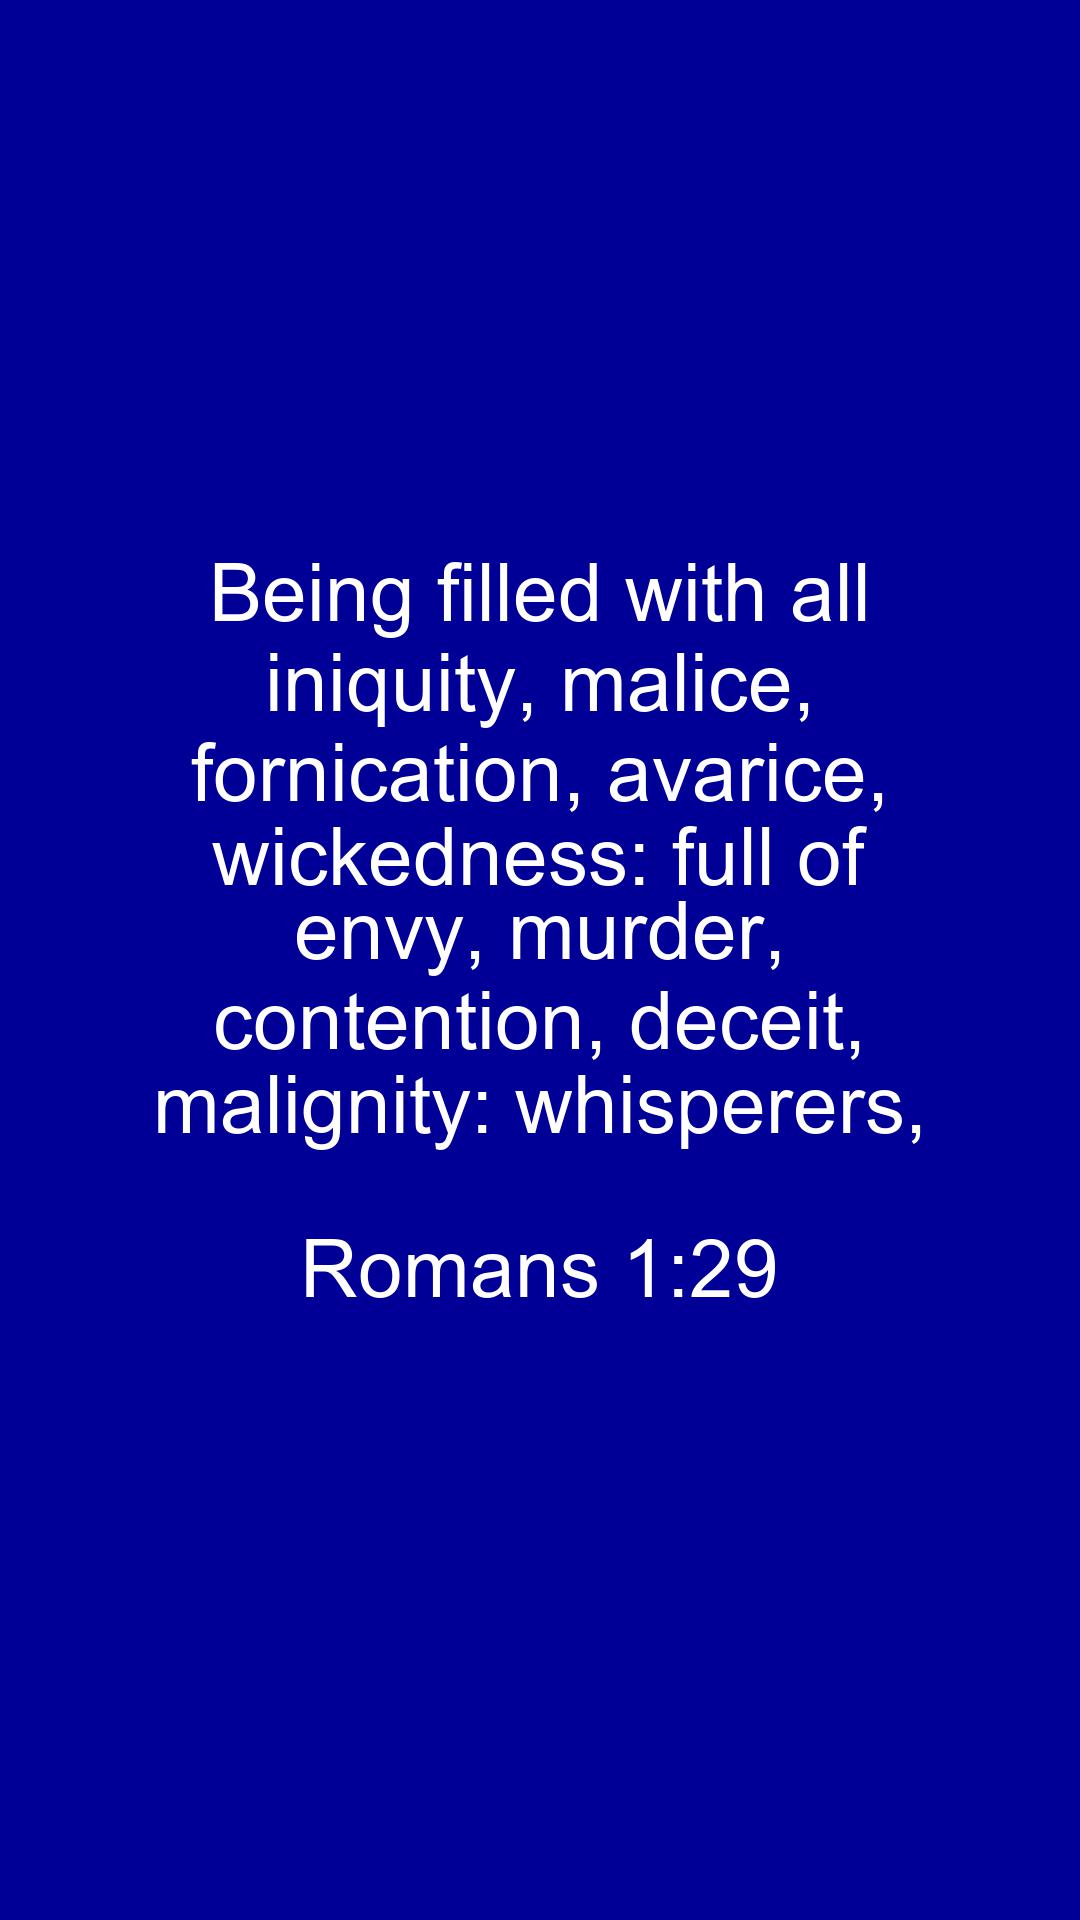 Being filled with all
iniquity, malice,
fornication, avarice,
wickedness: full of
envy, murder,
contention, deceit,
malignity: whisperers,
Romans 1:29